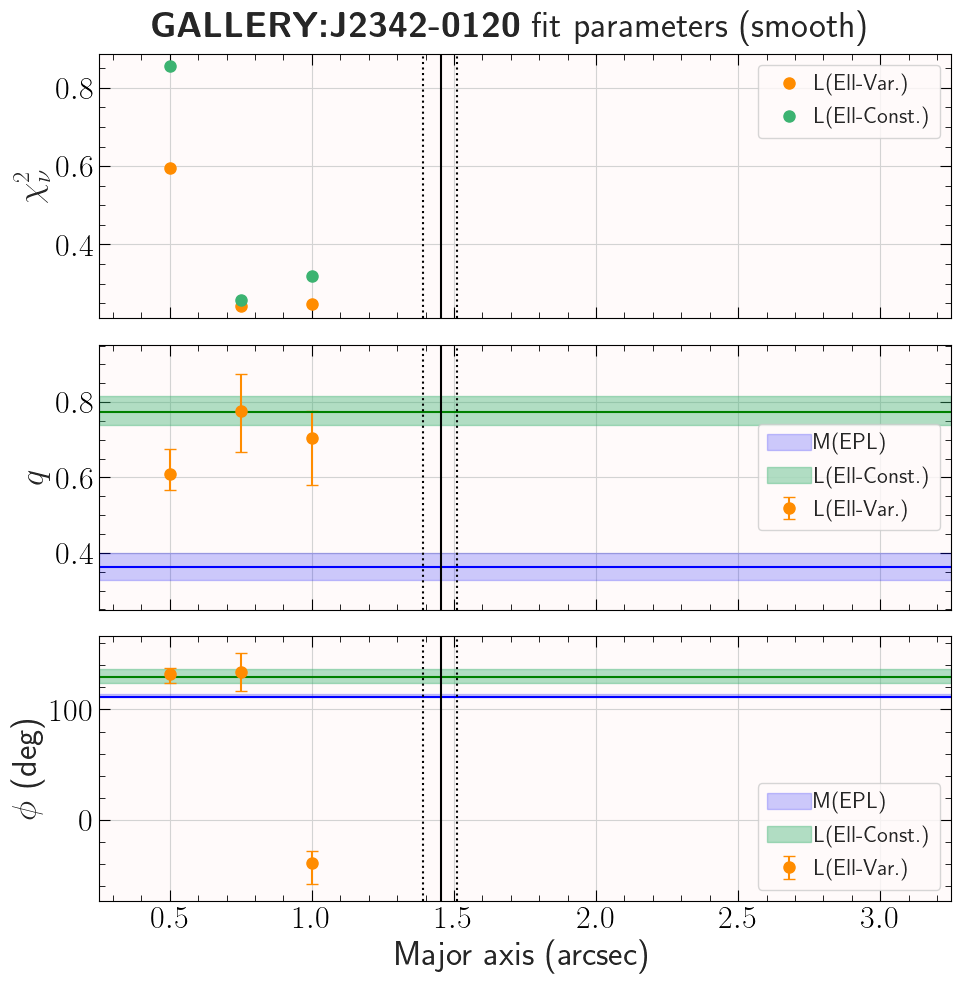 GALLERY:J2342-0120 fit parameters (smooth)
0.8
0.6
0.4
χ²ᵥ
L(Ell-Var.)
L(Ell-Const.)
0.8
0.6
0.4
q
M(EPL)
L(Ell-Const.)
L(Ell-Var.)
100
0
ϕ (deg)
M(EPL)
L(Ell-Const.)
L(Ell-Var.)
0.5 1.0 1.5 2.0 2.5 3.0
Major axis (arcsec)